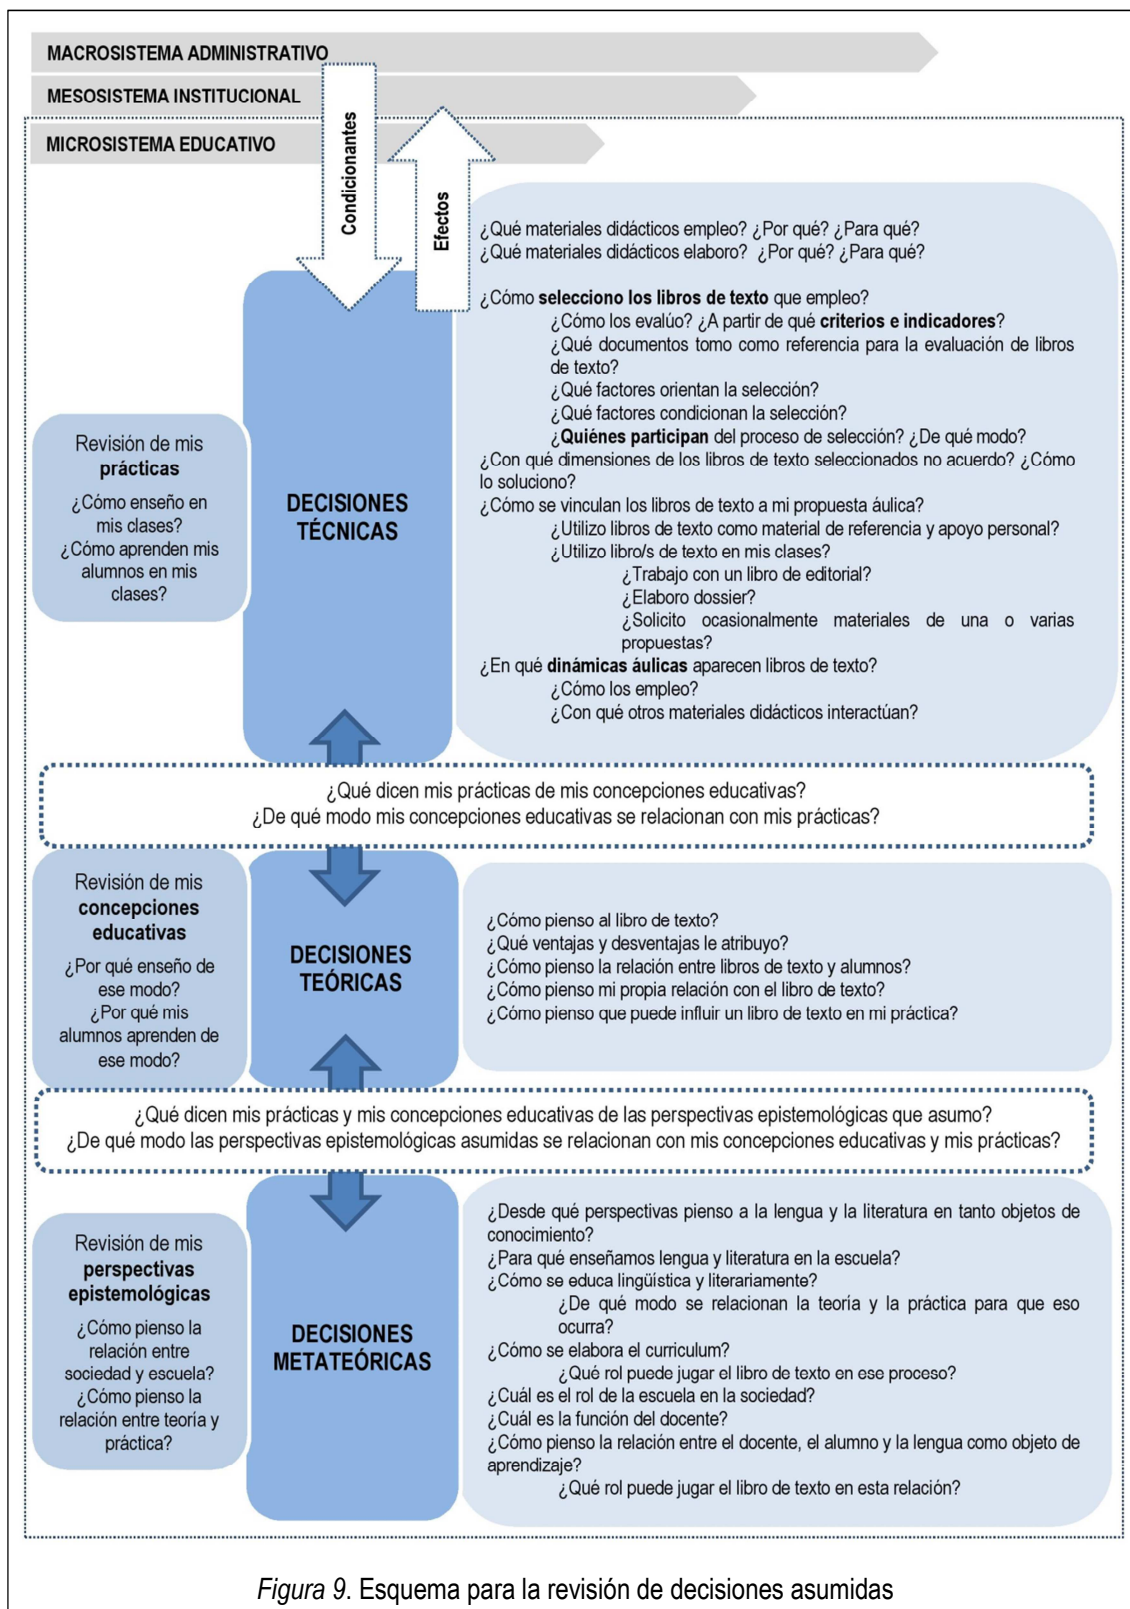 MACROSISTEMA ADMINISTRATIVO
MESOSISTEMA INSTITUCIONAL
MICROSISTEMA EDUCATIVO
Condicionantes
Efectos
Revisión de mis
prácticas
¿Cómo enseño en
mis clases?
¿Cómo aprenden mis
alumnos en mis
clases?
DECISIONES
TÉCNICAS
¿Qué materiales didácticos empleo? ¿Por qué? ¿Para qué?
¿Qué materiales didácticos elaboro? ¿Por qué? ¿Para qué?
¿Cómo selecciono los libros de texto que empleo?
¿Cómo los evalúo? ¿A partir de qué criterios e indicadores?
¿Qué documentos tomo como referencia para la evaluación de libros
de texto?
¿Qué factores orientan la selección?
¿Qué factores condicionan la selección?
¿Quiénes participan del proceso de selección? ¿De qué modo?
¿Con qué dimensiones de los libros de texto seleccionados no acuerdo? ¿Cómo
lo soluciono?
¿Cómo se vinculan los libros de texto a mi propuesta áulica?
¿Utilizo libros de texto como material de referencia y apoyo personal?
¿Utilizo libro/s de texto en mis clases?
¿Trabajo con un libro de editorial?
¿Elaboro dossier?
¿Solicito ocasionalmente materiales de una o varias
propuestas?
¿En qué dinámicas áulicas aparecen libros de texto?
¿Cómo los empleo?
¿Con qué otros materiales didácticos interactúan?
¿Qué dicen mis prácticas de mis concepciones educativas?
¿De qué modo mis concepciones educativas se relacionan con mis prácticas?
Revisión de mis
concepciones
educativas
¿Por qué enseño de
ese modo?
¿Por qué mis
alumnos aprenden de
ese modo?
DECISIONES
TEÓRICAS
¿Cómo pienso al libro de texto?
¿Qué ventajas y desventajas le atribuyo?
¿Cómo pienso la relación entre libros de texto y alumnos?
¿Cómo pienso mi propia relación con el libro de texto?
¿Cómo pienso que puede influir un libro de texto en mi práctica?
¿Qué dicen mis prácticas y mis concepciones educativas de las perspectivas epistemológicas que asumo?
¿De qué modo las perspectivas epistemológicas asumidas se relacionan con mis concepciones educativas y mis prácticas?
Revisión de mis
perspectivas
epistemológicas
¿Cómo pienso la
relación entre
sociedad y escuela?
¿Cómo pienso la
relación entre teoría y
práctica?
DECISIONES
METATEÓRICAS
¿Desde qué perspectivas pienso a la lengua y la literatura en tanto objetos de
conocimiento?
¿Para qué enseñamos lengua y literatura en la escuela?
¿Cómo se educa lingüística y literariamente?
¿De qué modo se relacionan la teoría y la práctica para que eso
ocurra?
¿Cómo se elabora el curriculum?
¿Qué rol puede jugar el libro de texto en ese proceso?
¿Cuál es el rol de la escuela en la sociedad?
¿Cuál es la función del docente?
¿Cómo pienso la relación entre el docente, el alumno y la lengua como objeto de
aprendizaje?
¿Qué rol puede jugar el libro de texto en esta relación?
Figura 9. Esquema para la revisión de decisiones asumidas